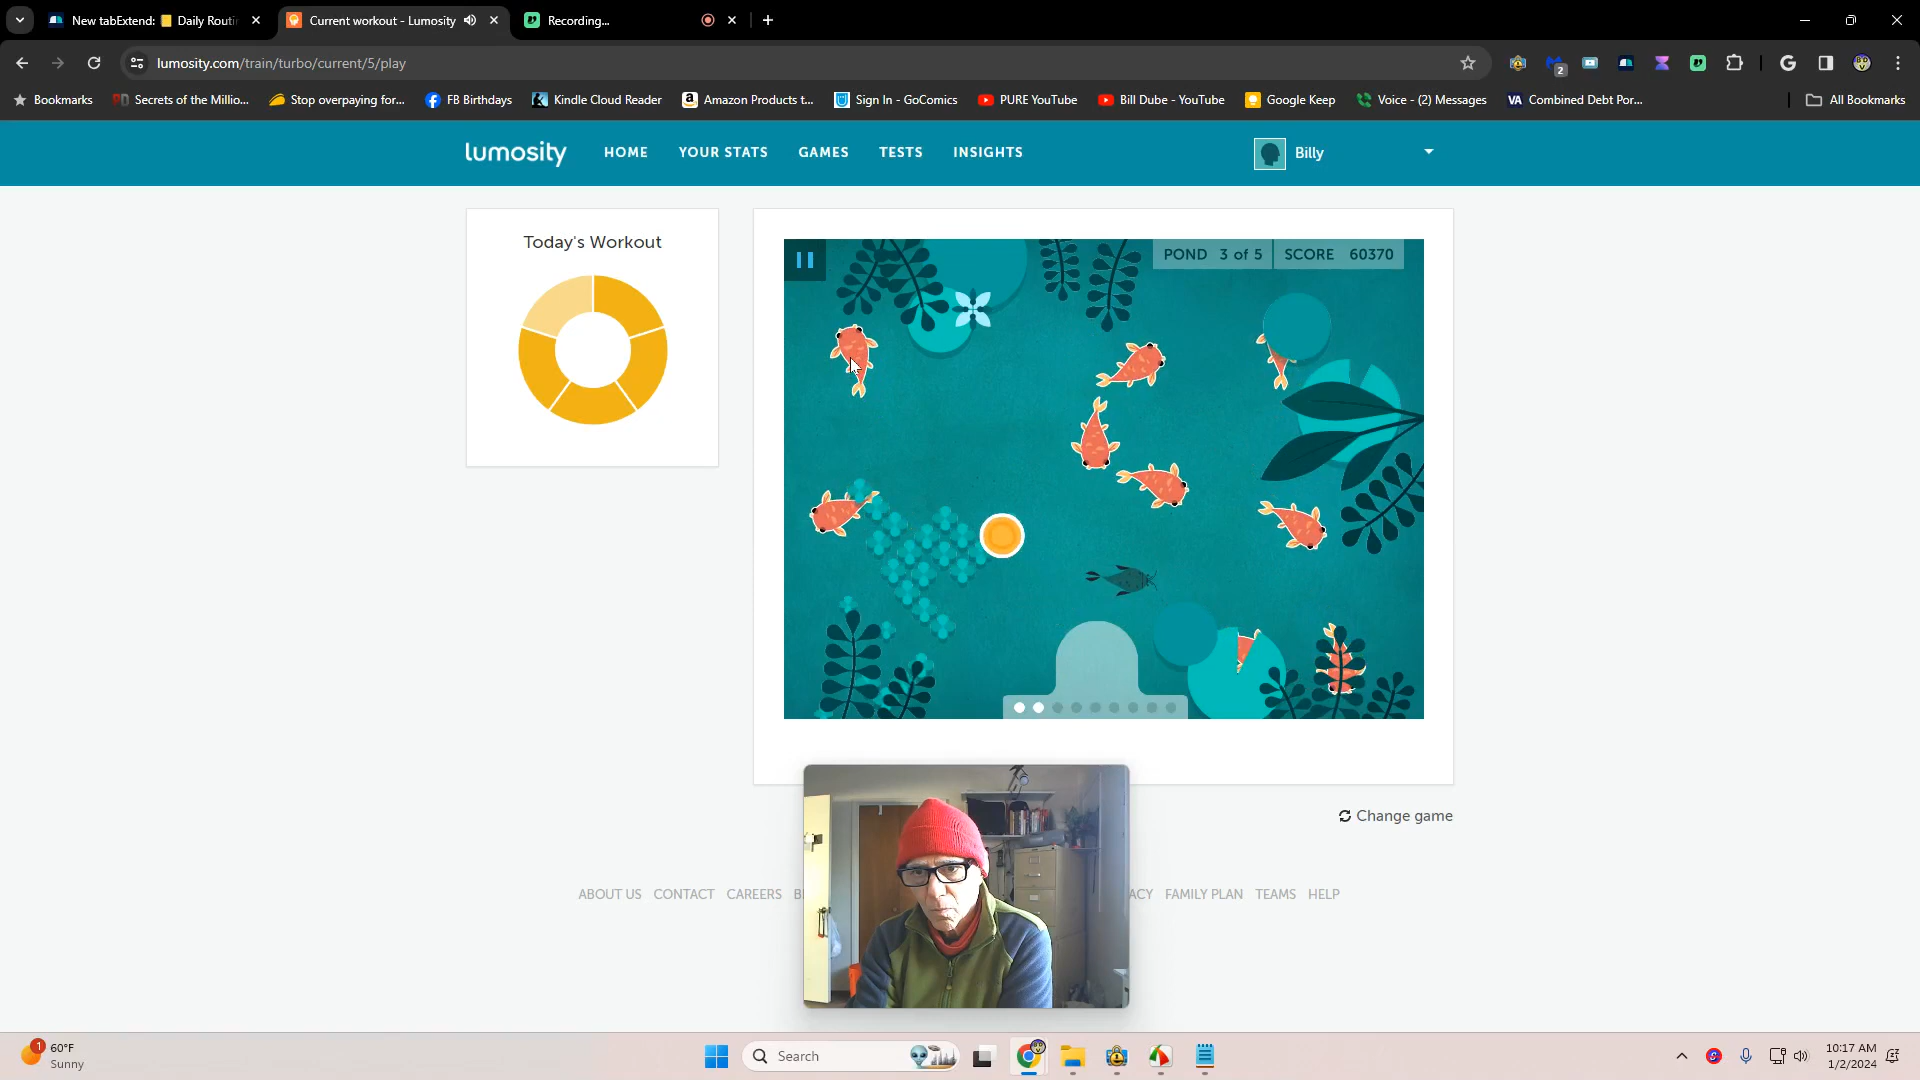 New tabExtend: Daily Routi
Current workout - Lumosity
Recording...
lumosity.com/train/turbo/current/5/play
2
Bookmarks
Secrets of the Millio...
Stop overpaying for...
FB Birthdays
Kindle Cloud Reader
Amazon Products t...
Sign In - GoComics
PURE YouTube
Bill Dube - YouTube
Google Keep
Voice - (2) Messages
VA Combined Debt Por...
All Bookmarks
lumosity
HOME
YOUR STATS
GAMES
TESTS
INSIGHTS
Billy
Today's Workout
POND 3 of 5
SCORE 60370
Change game
ABOUT US CONTACT CAREERS B
ACY FAMILY PLAN TEAMS HELP
1
60°F
Sunny
Search
10:17 AM
1/2/2024